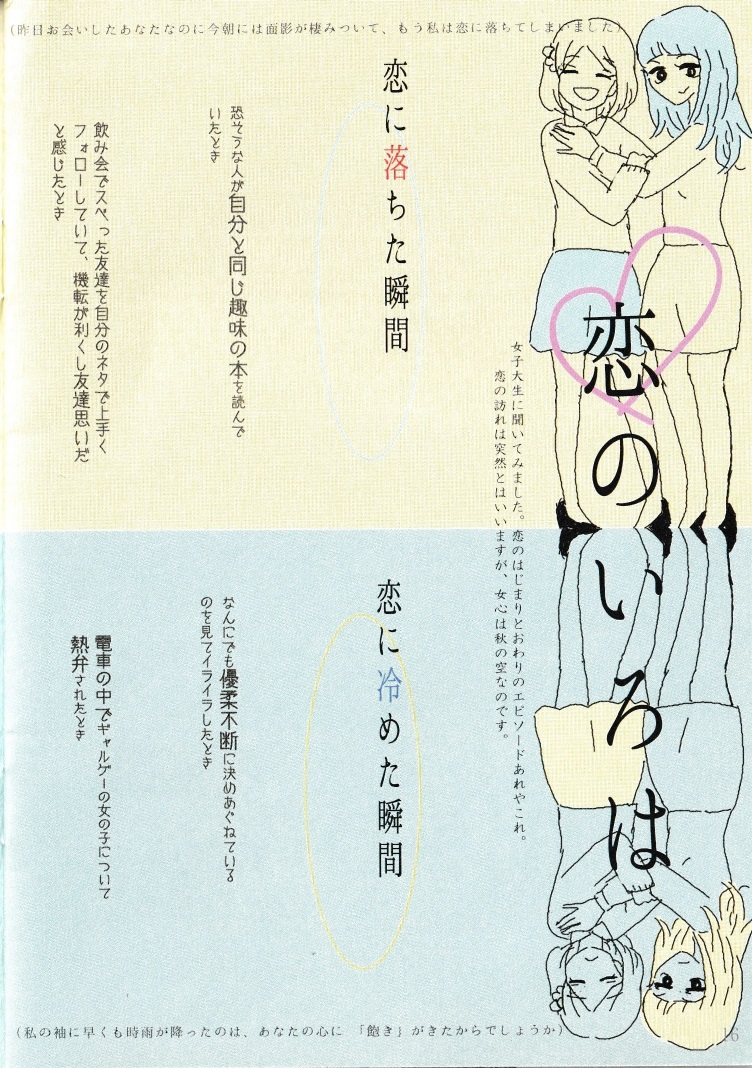 (昨日お会いしたあなたなのに今朝には面影が棲みついて、もう私は恋に落ちてしまいました)
恋のいろは
女子大生に聞いてみました。恋のはじまりとおわりのエピソードあれやこれ。
恋の訪れは突然とはいいますが、女心は秋の空なのです。
恋に落ちた瞬間
恐そうな人が自分と同じ趣味の本を読んで
いたとき
飲み会でスベった友達を自分のネタで上手く
フォローしていて、機転が利くし友達思いだ
と感じたとき
恋に冷めた瞬間
なんにでも優柔不断に決めあぐねている
のを見てイライラしたとき
電車の中でギャルゲーの女の子について
熱弁されたとき
(私の袖に早くも時雨が降ったのは、あなたの心に 「飽き」がきたからでしょうか)
16